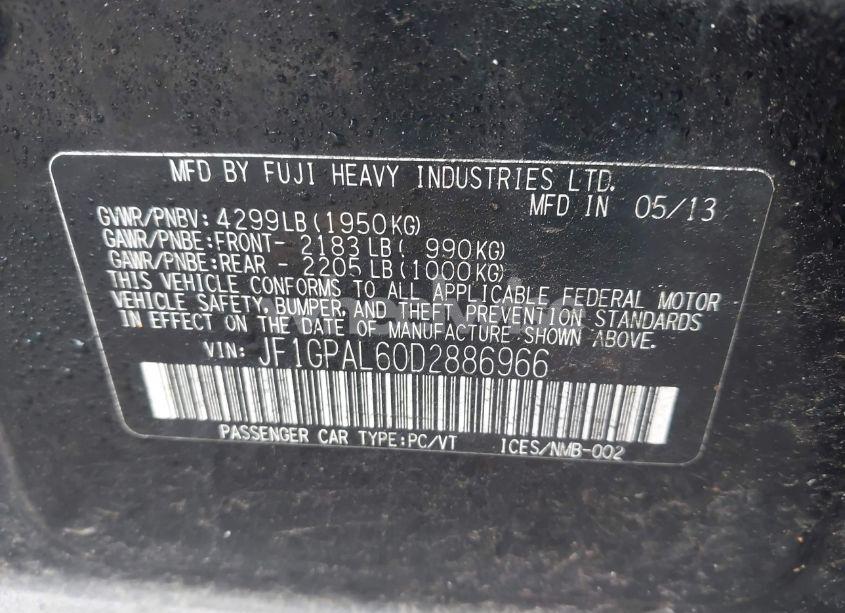 MFD BY FUJI HEAVY INDUSTRIES LTD.
MFD IN 05/13
GVWR/PNBV: 4299LB (1950KG)
GAWR/PNBE:FRONT- 2183 LB ( 990KG)
GAWR/PNBE:REAR - 2205 LB (1000KG)
THIS VEHICLE CONFORMS TO ALL APPLICABLE FEDERAL MOTOR
VEHICLE SAFETY, BUMPER, AND THEFT PREVENTION STANDARDS
IN EFFECT ON THE DATE OF MANUFACTURE SHOWN ABOVE.
VIN: JF1GPAL60D2886966
PASSENGER CAR TYPE:PC/VT ICES/NMB-002